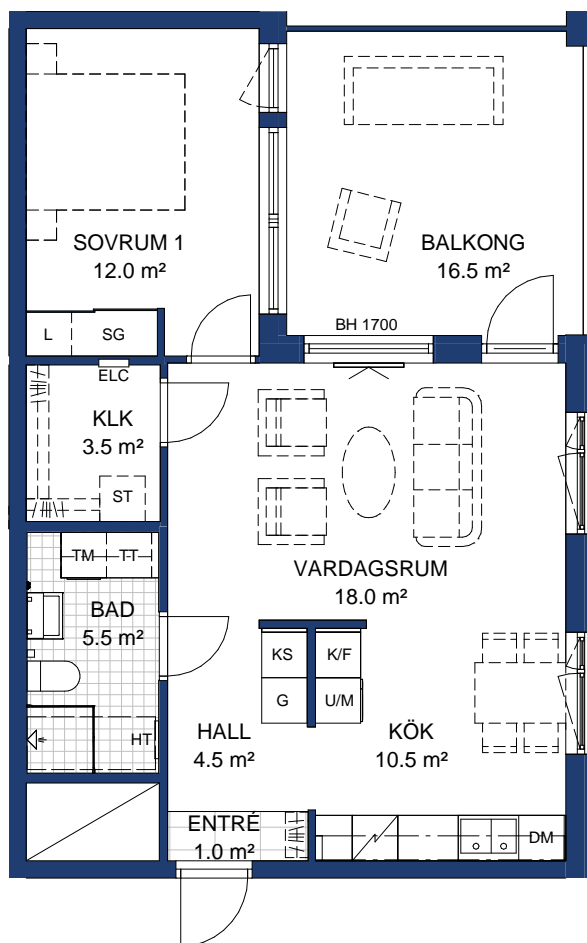 SOVRUM 1
12.0 m²
BALKONG
16.5 m²
L
SG
BH 1700
ELC
KLK
3.5 m²
ST
TM
TT
VARDAGSRUM
18.0 m²
BAD
5.5 m²
KS
K/F
G
U/M
HT
HALL
4.5 m²
KÖK
10.5 m²
ENTRÉ
1.0 m²
DM